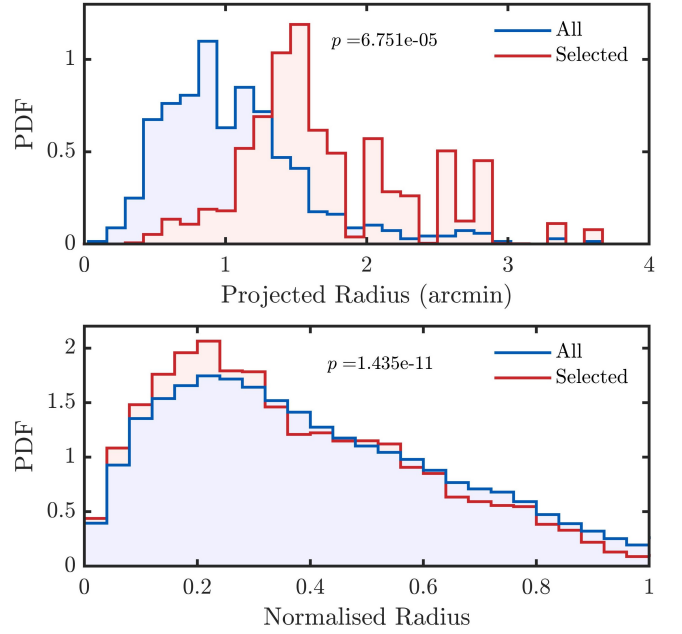 1
0.5
0
PDF
p =6.751e-05
All
Selected
0 1 2 3 4
Projected Radius (arcmin)
2
1.5
1
0.5
0
PDF
p =1.435e-11
All
Selected
0 0.2 0.4 0.6 0.8 1
Normalised Radius